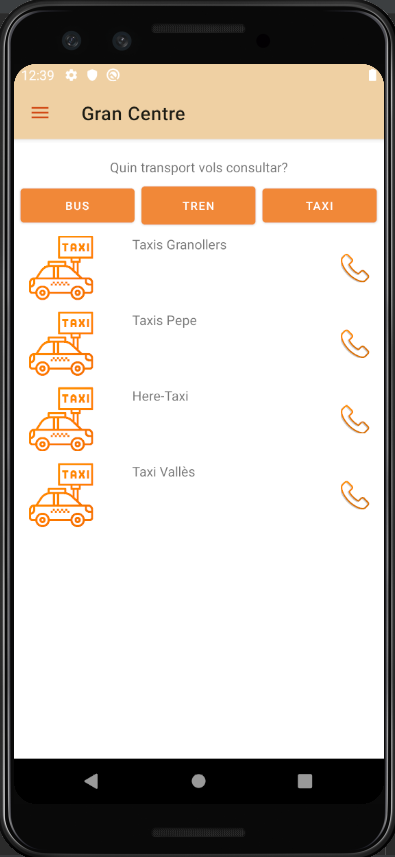 12:39
Gran Centre
Quin transport vols consultar?
BUS TREN TAXI
TAXI
Taxis Granollers
TAXI
Taxis Pepe
TAXI
Here-Taxi
TAXI
Taxi Vallès